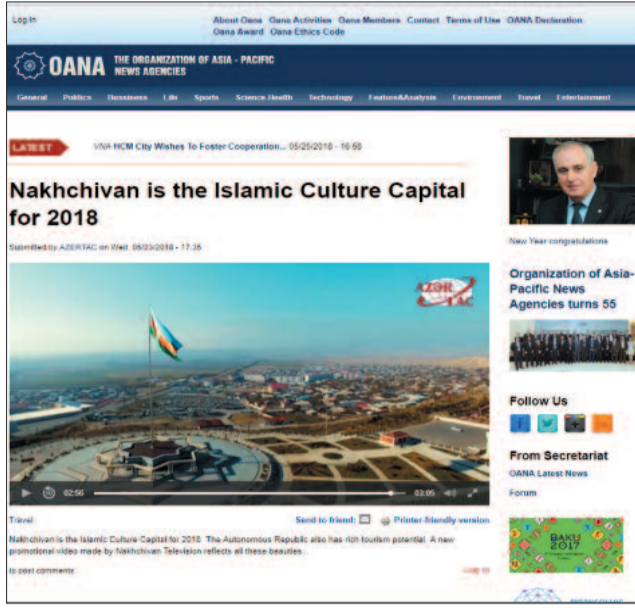 Log In
About Oana Oana Activities Oana Members Contact Terms of Use OANA Declaration
Oana Award Oana Ethics Code
OANA THE ORGANIZATION OF ASIA - PACIFIC
NEWS AGENCIES
General Politics Bussiness Life Sports Science-Health Technology Feature&Analysis Environment Travel Entertainment
LATEST
VNA HCM City Wishes To Foster Cooperation... 05/25/2018 - 16:58
Nakhchivan is the Islamic Culture Capital
for 2018
Submitted by AZERTAC on Wed. 05/23/2018 - 17:35
AZƏR
TAC
02:56
03:05
Travel
Send to friend:
Printer-friendly version
Nakhchivan is the Islamic Culture Capital for 2018. The Autonomous Republic also has rich tourism potential. A new
promotional video made by Nakhchivan Television reflects all these beauties.
to post comments
Log in
New Year congratulations
Organization of Asia-
Pacific News
Agencies turns 55
Follow Us
From Secretariat
OANA Latest News
Forum
BAKU
2017